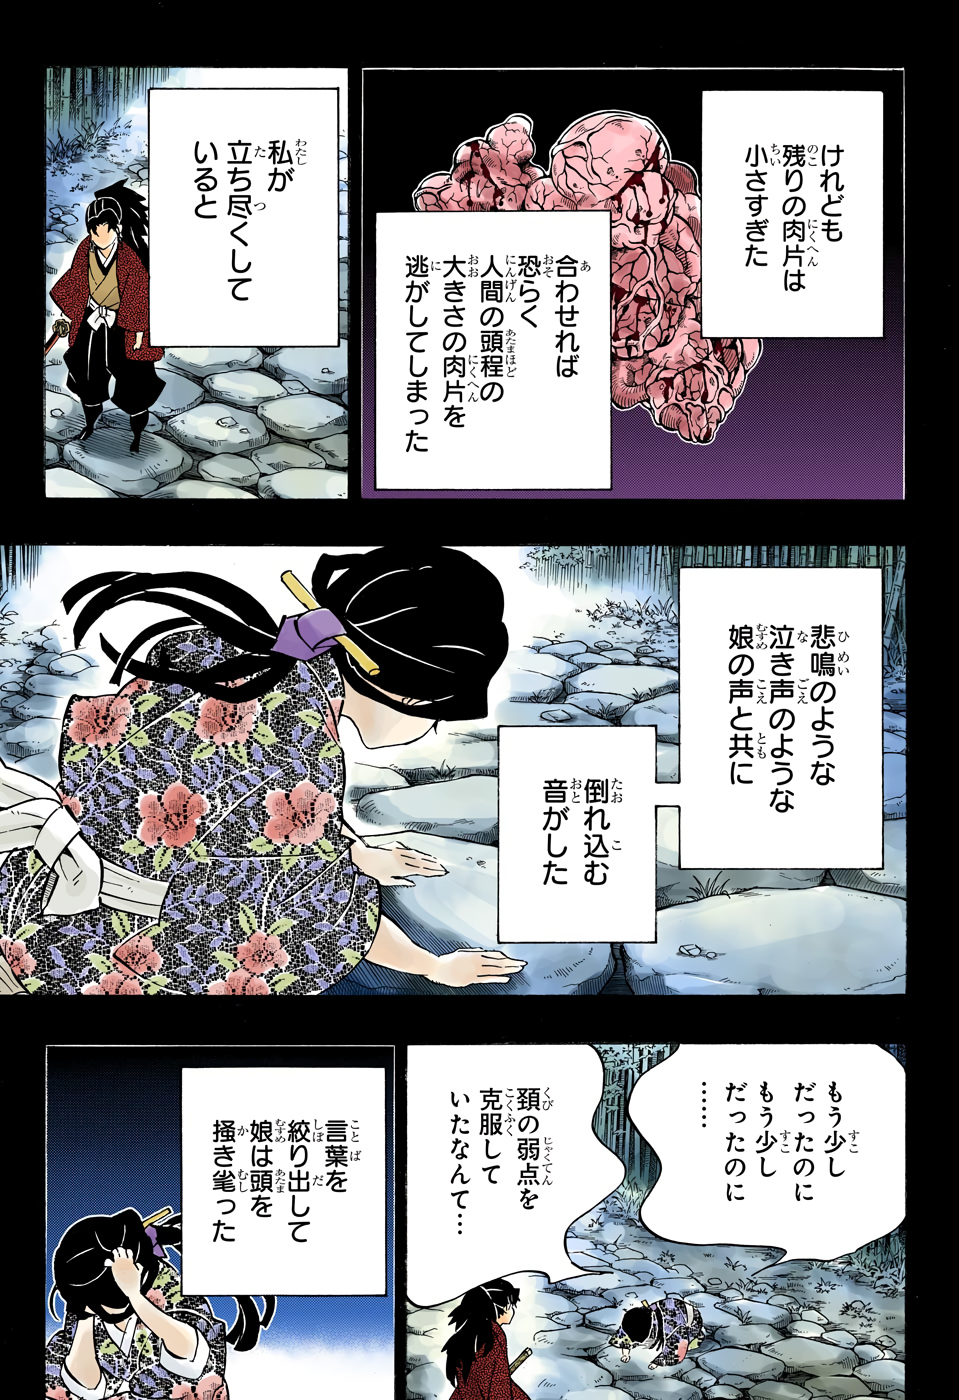 けれども
残りの肉片は
小さすぎた
合わせれば
恐らく
人間の頭程の
大きさの肉片を
逃がしてしまった
私が
立ち尽くして
いると
悲鳴のような
泣き声のような
娘の声と共に
倒れ込む
音がした
もう少し
だったのに
もう少し
だったのに
……
頚の弱点を
克服して
いたなんて…
言葉を
絞り出して
娘は頭を
掻き毟った